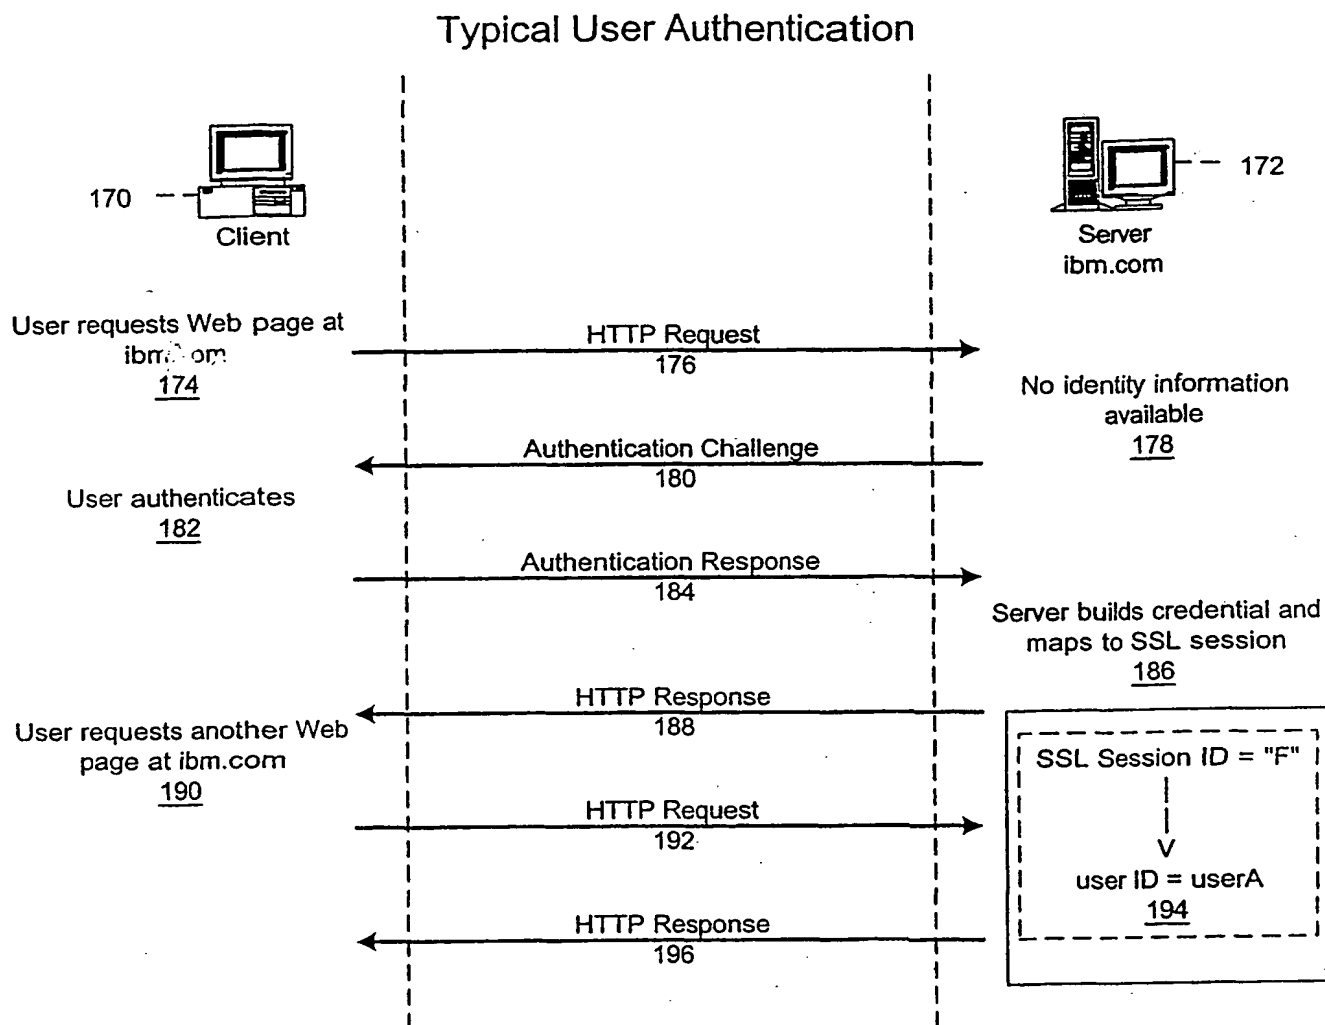 Typical User Authentication
170
Client
172
Server
ibm.com
User requests Web page at
174
HTTP Request
176
No identity information
available
178
Authentication Challenge
180
User authenticates
182
Authentication Response
184
Server builds credential and
maps to SSL session
186
HTTP Response
188
User requests another Web
page at ibm.com
190
SSL Session ID = "F"
user ID = userA
194
HTTP Request
192
HTTP Response
196